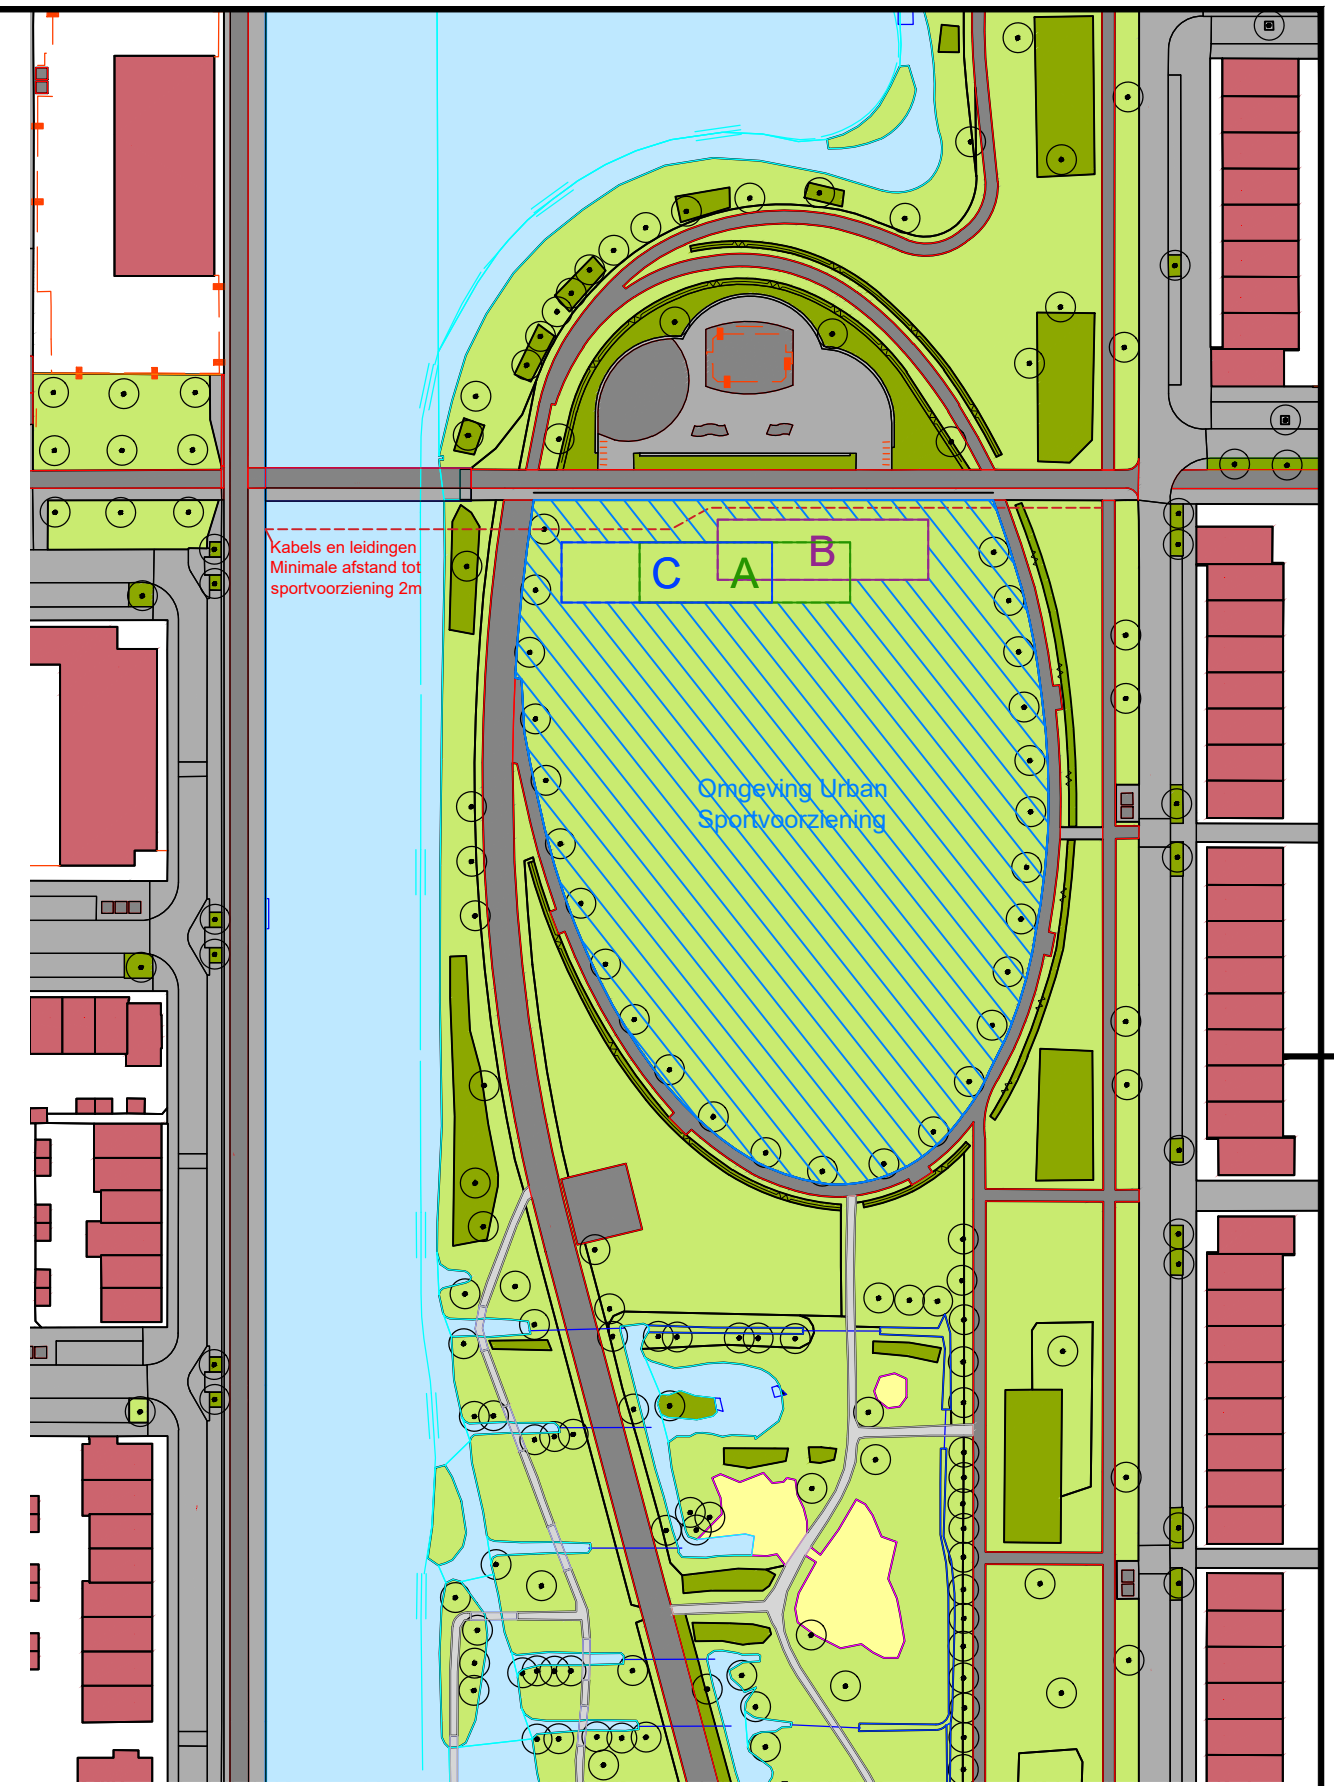 Kabels en leidingen
Minimale afstand tot
sportvoorziening 2m
C
A
B
Omgeving Urban
Sportvoorziening